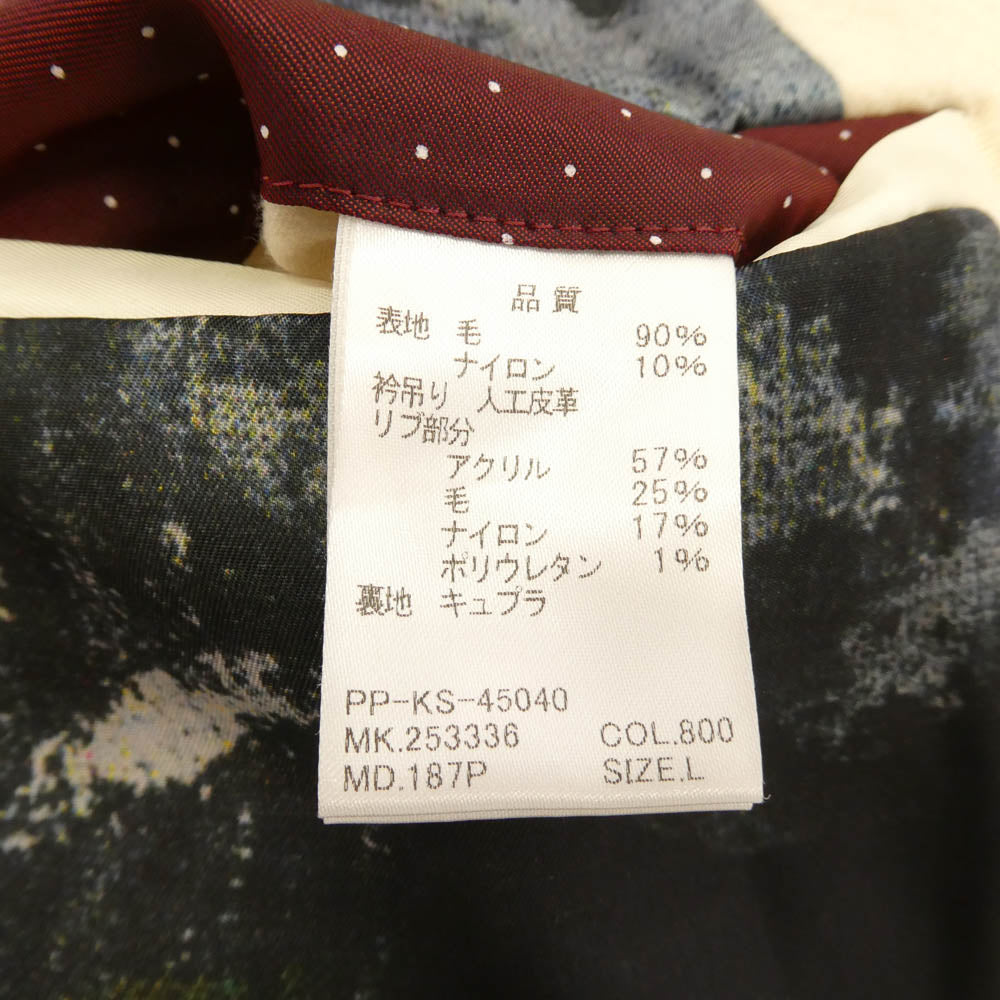 品質
表地 毛 90%
ナイロン 10%
衿吊り 人工皮革
リブ部分
アクリル 57%
毛 25%
ナイロン 17%
ポリウレタン 1%
裏地 キュプラ
PP-KS-45040
MK.253336 COL.800
MD.187P SIZE.L